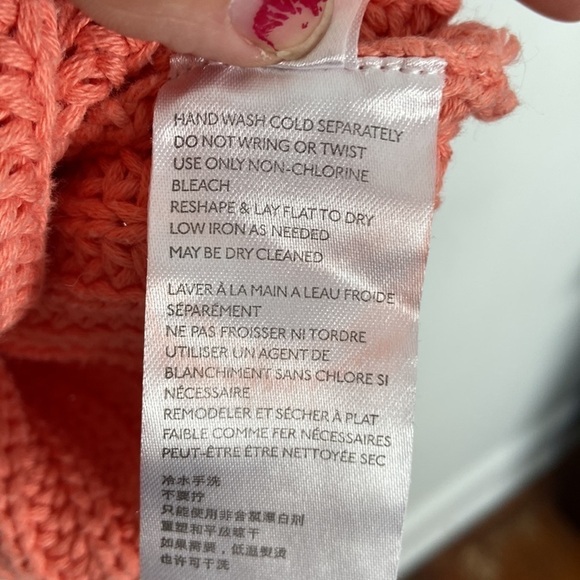 HAND WASH COLD SEPARATELY
DO NOT WRING OR TWIST
USE ONLY NON-CHLORINE
BLEACH
RESHAPE & LAY FLAT TO DRY
LOW IRON AS NEEDED
MAY BE DRY CLEANED
LAVER À LA MAIN A LEAU FROIDE
SÉPARÉMENT
NE PAS FROISSER NI TORDRE
UTILISER UN AGENT DE
BLANCHIMENT SANS CHLORE SI
NÉCESSAIRE
REMODELER ET SÉCHER À PLAT
FAIBLE COMME FER NÉCESSAIRES
PEUT-ÊTRE ÊTRE NETTOYÉE SEC
冷水手洗
不要拧
只能使用非含氯漂白剂
重塑和平放晾干
如果需要，低温熨烫
也许可干洗